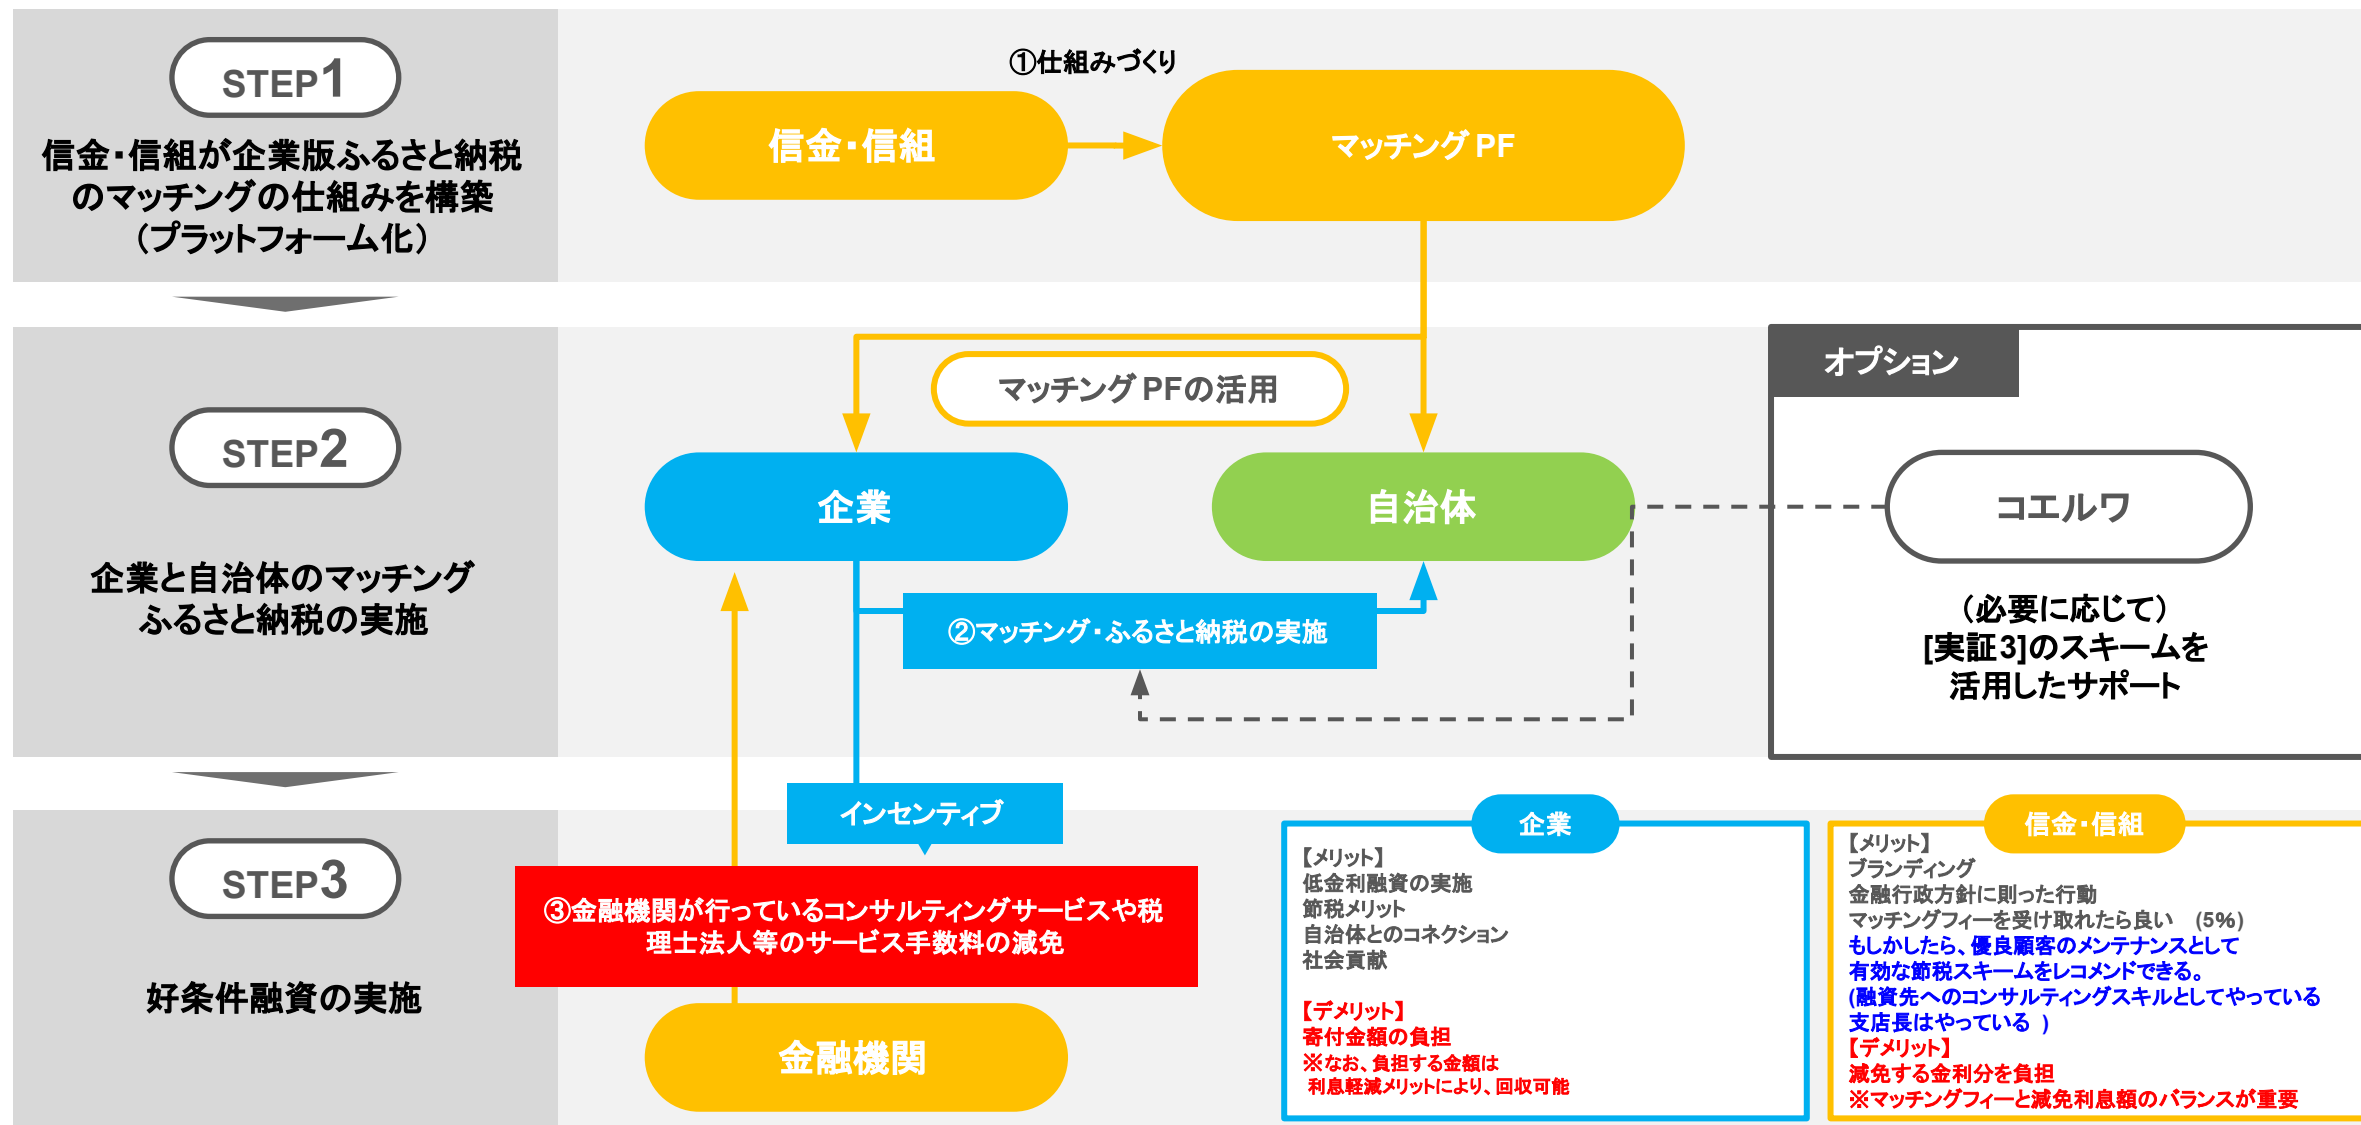 STEP1
信金・信組が企業版ふるさと納税
のマッチングの仕組みを構築
（プラットフォーム化）
①仕組みづくり
信金・信組
マッチングPF
STEP2
企業と自治体のマッチング
ふるさと納税の実施
マッチングPFの活用
企業
自治体
②マッチング・ふるさと納税の実施
オプション
コエルワ
（必要に応じて）
[実証3]のスキームを
活用したサポート
STEP3
好条件融資の実施
インセンティブ
③金融機関が行っているコンサルティングサービスや税
理士法人等のサービス手数料の減免
金融機関
企業
【メリット】
低金利融資の実施
節税メリット
自治体とのコネクション
社会貢献
【デメリット】
寄付金額の負担
※なお、負担する金額は
利息軽減メリットにより、回収可能
信金・信組
【メリット】
ブランディング
金融行政方針に則った行動
マッチングフィーを受け取れたら良い　(5%)
もしかしたら、優良顧客のメンテナンスとして
有効な節税スキームをレコメンドできる。
(融資先へのコンサルティングスキルとしてやっている
支店長はやっている )
【デメリット】
減免する金利分を負担
※マッチングフィーと減免利息額のバランスが重要